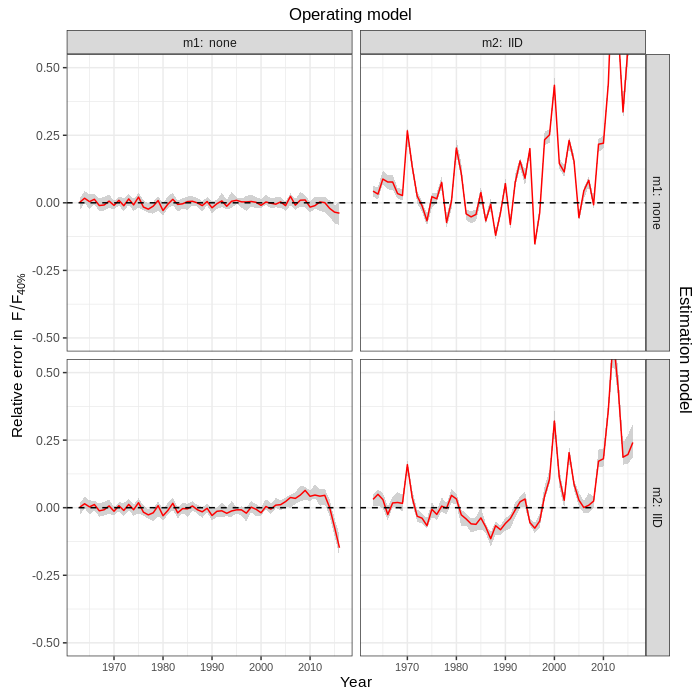 Operating model
m1: none
m2: IID
0.50
0.25
0.00
-0.25
-0.50
m1: none
0.50
0.25
0.00
-0.25
-0.50
m2: IID
Relative error in F/F40%
Estimation model
1970 1980 1990 2000 2010
1970 1980 1990 2000 2010
Year